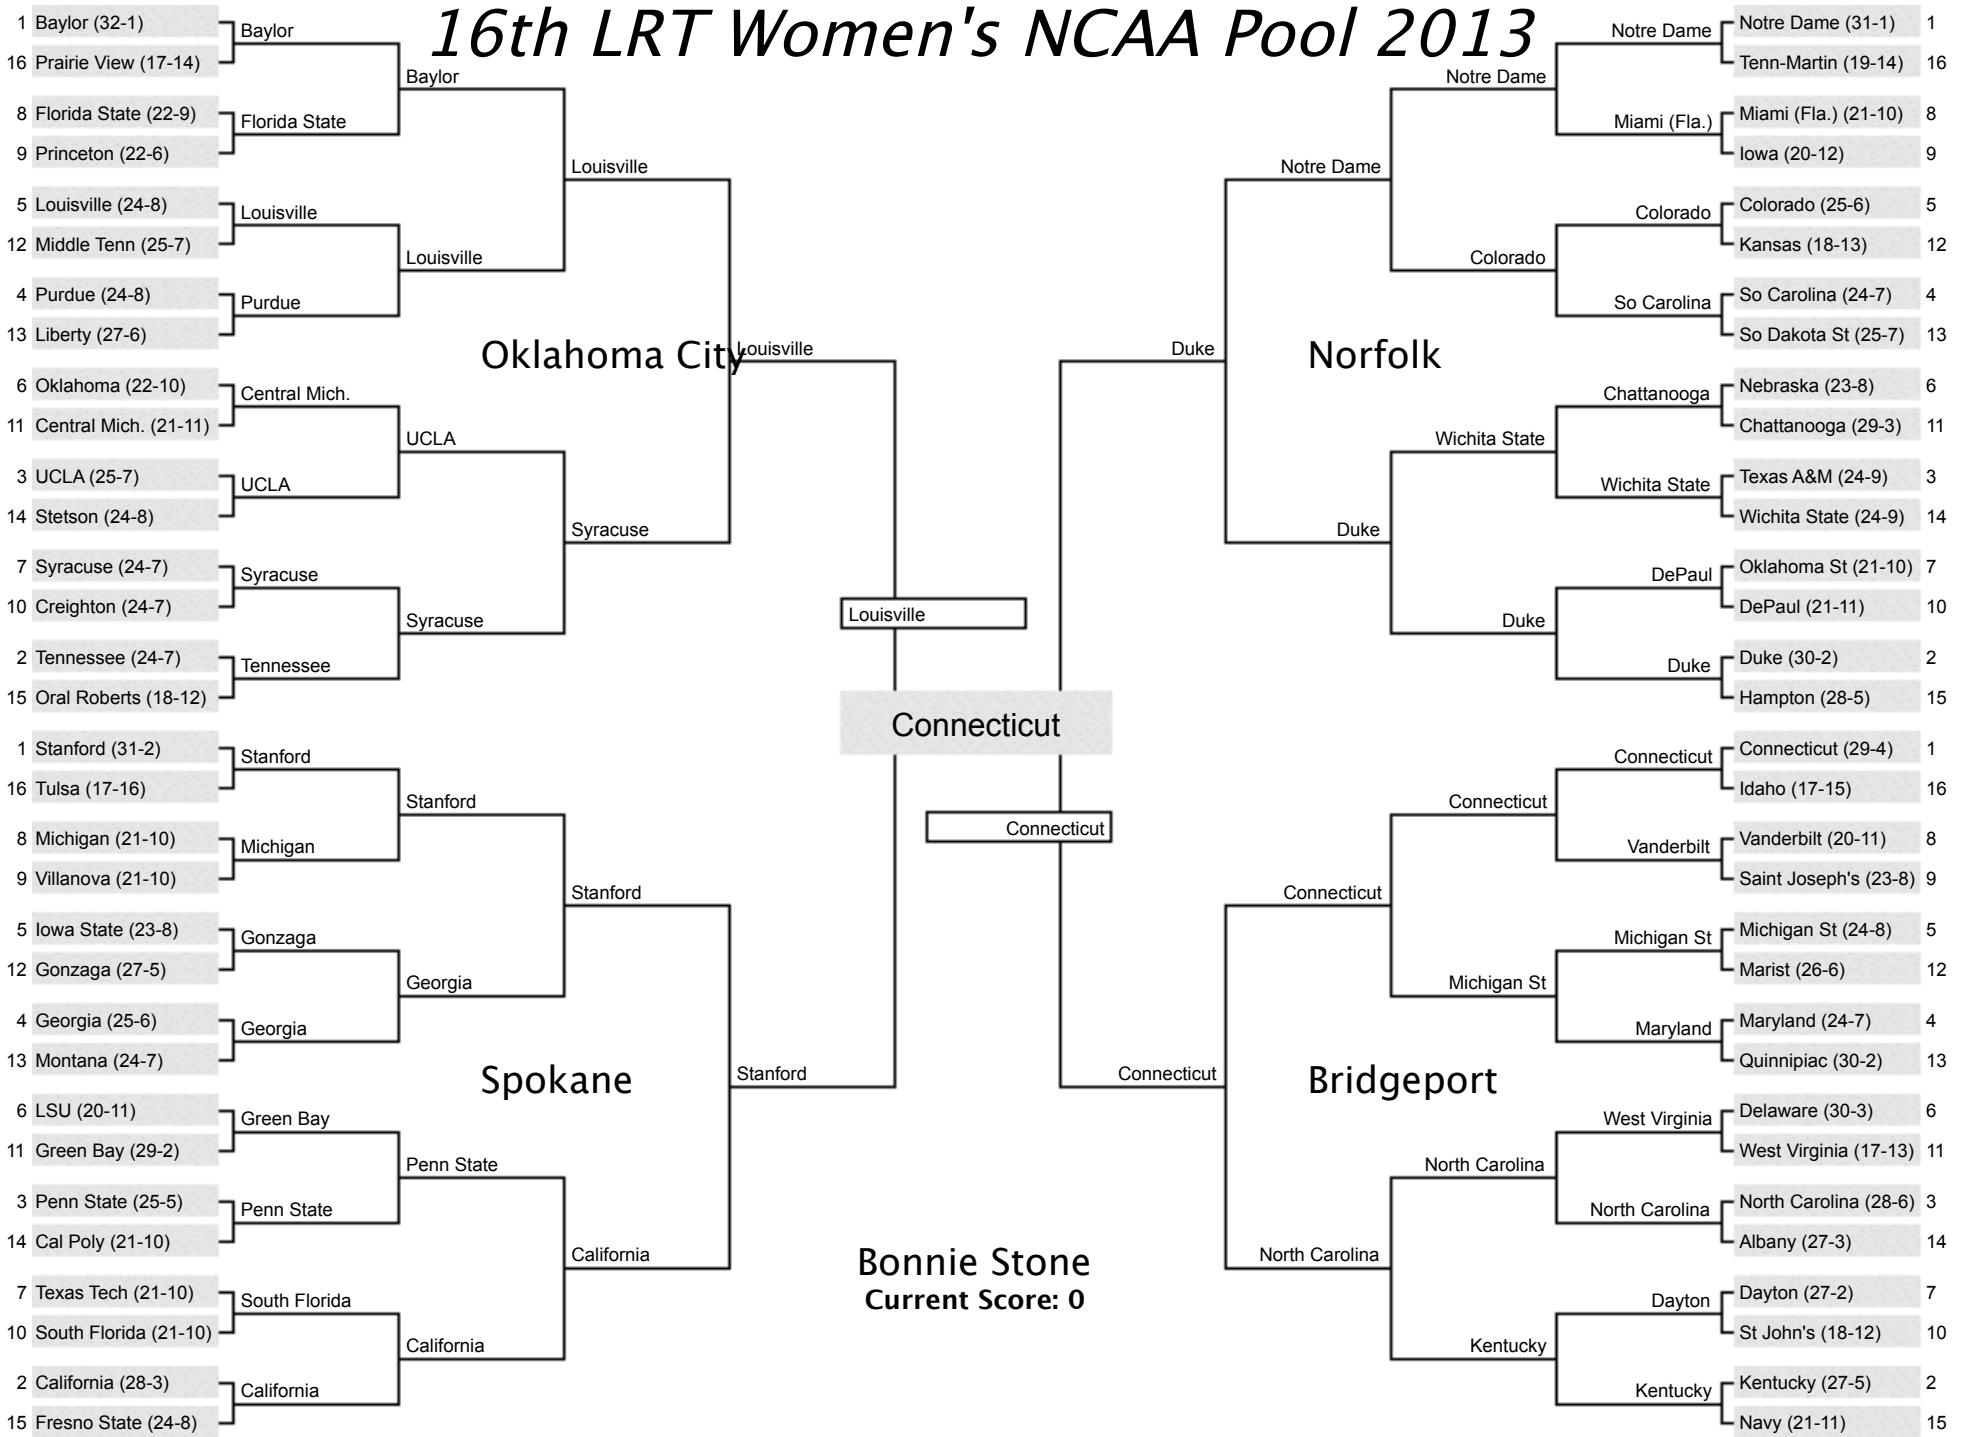 16th LRT Women's NCAA Pool 2013
1 Baylor (32-1)
16 Prairie View (17-14)
8 Florida State (22-9)
9 Princeton (22-6)
5 Louisville (24-8)
12 Middle Tenn (25-7)
4 Purdue (24-8)
13 Liberty (27-6)
6 Oklahoma (22-10)
11 Central Mich. (21-11)
3 UCLA (25-7)
14 Stetson (24-8)
7 Syracuse (24-7)
10 Creighton (24-7)
2 Tennessee (24-7)
15 Oral Roberts (18-12)
Baylor
Florida State
Louisville
Purdue
Central Mich.
UCLA
Syracuse
Tennessee
Baylor
Louisville
UCLA
Syracuse
Louisville
Syracuse
Oklahoma City
Louisville
1 Stanford (31-2)
16 Tulsa (17-16)
8 Michigan (21-10)
9 Villanova (21-10)
5 Iowa State (23-8)
12 Gonzaga (27-5)
4 Georgia (25-6)
13 Montana (24-7)
6 LSU (20-11)
11 Green Bay (29-2)
3 Penn State (25-5)
14 Cal Poly (21-10)
7 Texas Tech (21-10)
10 South Florida (21-10)
2 California (28-3)
15 Fresno State (24-8)
Stanford
Michigan
Gonzaga
Georgia
Green Bay
Penn State
South Florida
California
Stanford
Georgia
Penn State
California
Stanford
California
Spokane
Stanford
Louisville
Connecticut
Connecticut
Bonnie Stone
Current Score: 0
Notre Dame (31-1) 1
Tenn-Martin (19-14) 16
Miami (Fla.) (21-10) 8
Iowa (20-12) 9
Colorado (25-6) 5
Kansas (18-13) 12
So Carolina (24-7) 4
So Dakota St (25-7) 13
Nebraska (23-8) 6
Chattanooga (29-3) 11
Texas A&M (24-9) 3
Wichita State (24-9) 14
Oklahoma St (21-10) 7
DePaul (21-11) 10
Duke (30-2) 2
Hampton (28-5) 15
Notre Dame
Miami (Fla.)
Colorado
So Carolina
Chattanooga
Wichita State
DePaul
Duke
Notre Dame
Colorado
Wichita State
Duke
Notre Dame
Duke
Norfolk
Duke
Connecticut (29-4) 1
Idaho (17-15) 16
Vanderbilt (20-11) 8
Saint Joseph's (23-8) 9
Michigan St (24-8) 5
Marist (26-6) 12
Maryland (24-7) 4
Quinnipiac (30-2) 13
Delaware (30-3) 6
West Virginia (17-13) 11
North Carolina (28-6) 3
Albany (27-3) 14
Dayton (27-2) 7
St John's (18-12) 10
Kentucky (27-5) 2
Navy (21-11) 15
Connecticut
Vanderbilt
Michigan St
Maryland
West Virginia
North Carolina
Dayton
Kentucky
Connecticut
Michigan St
North Carolina
Kentucky
Connecticut
North Carolina
Bridgeport
Connecticut